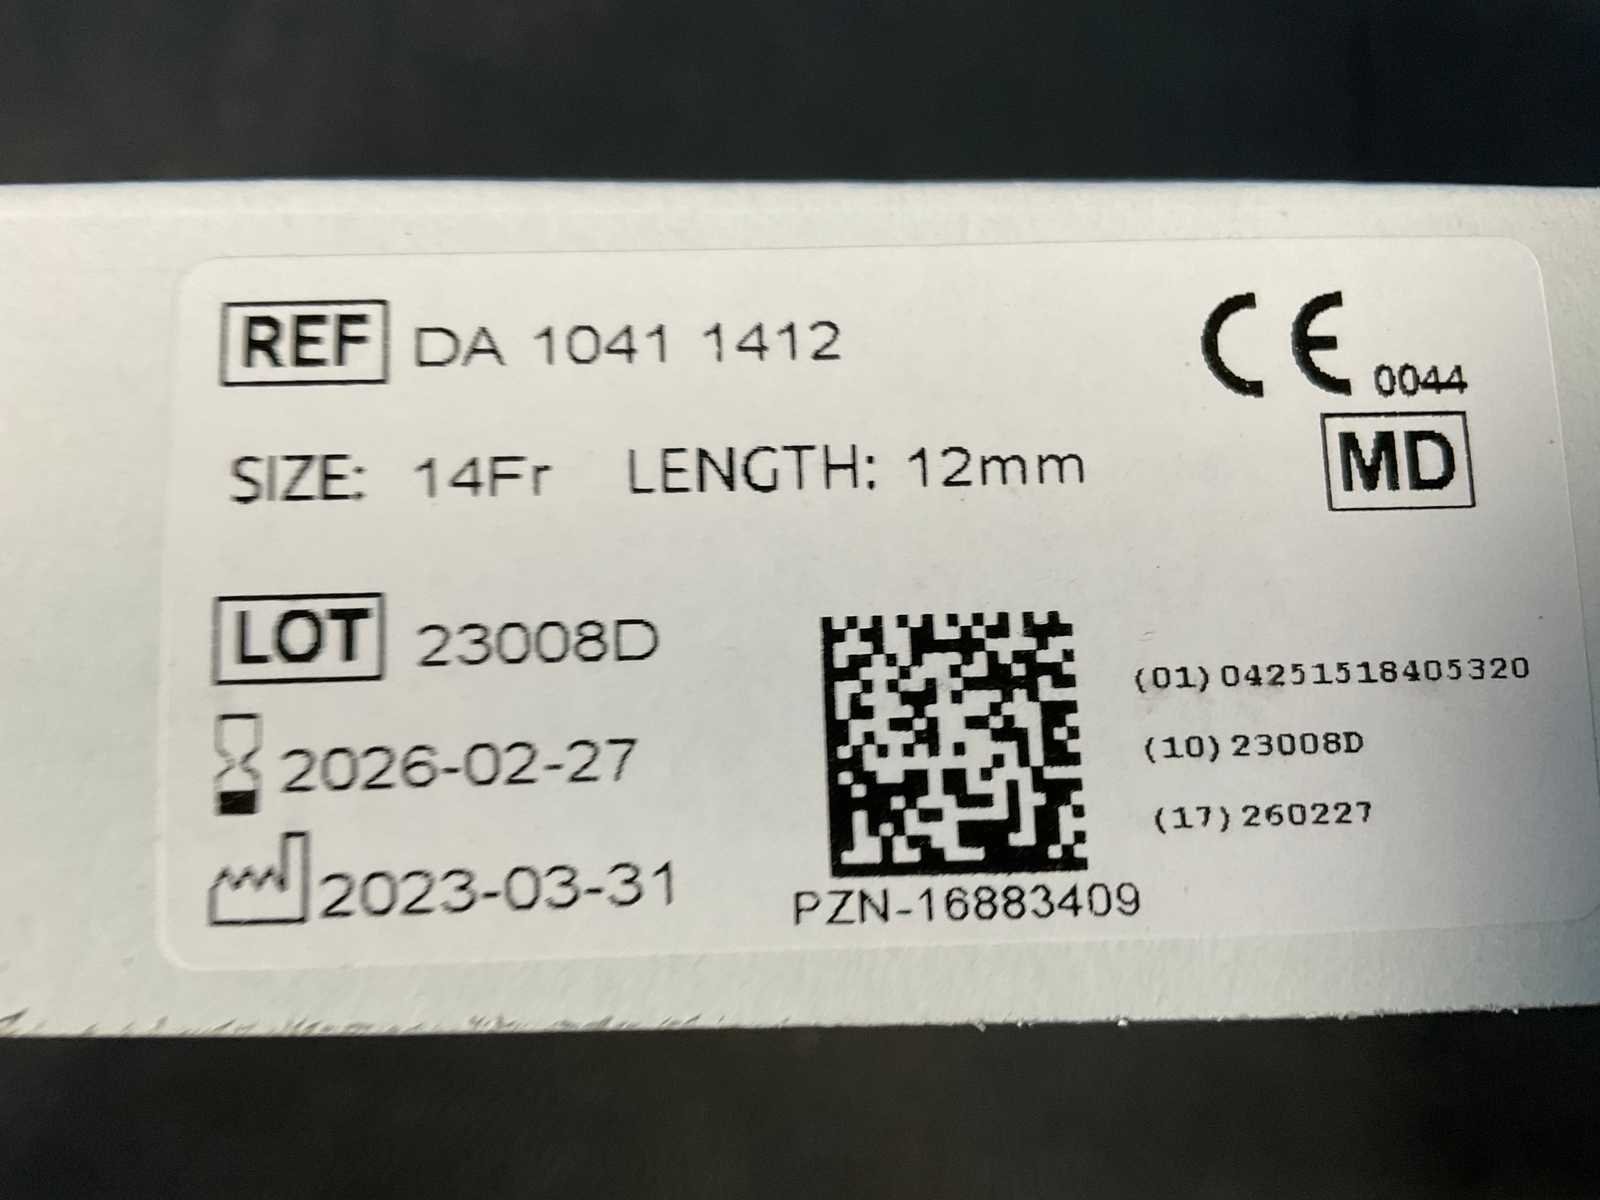 REF DA 1041 1412
CE 0044
SIZE: 14Fr LENGTH: 12mm
MD
LOT 23008D
2026-02-27
2023-03-31
(01)04251518405320
(10)23008D
(17)260227
PZN-16883409